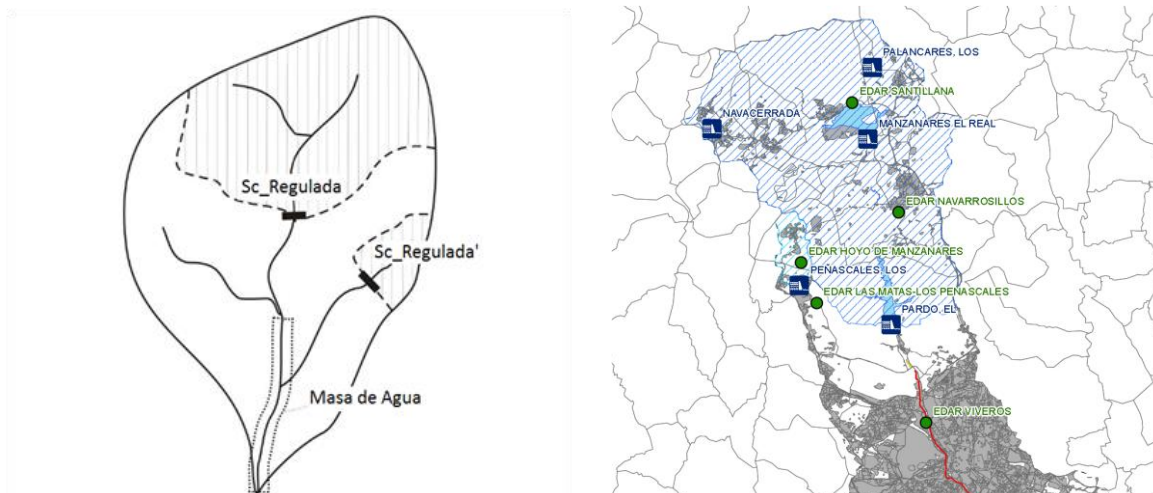 Sc_Regulada
Sc_Regulada'
Masa de Agua
PALANCARES, LOS
EDAR SANTILLANA
NAVACERRADA
MANZANARES EL REAL
EDAR NAVARROSILLOS
EDAR HOYO DE MANZANARES
PEÑASCALES, LOS
EDAR LAS MATAS-LOS PEÑASCALES
PARDO, EL
EDAR VIVEROS